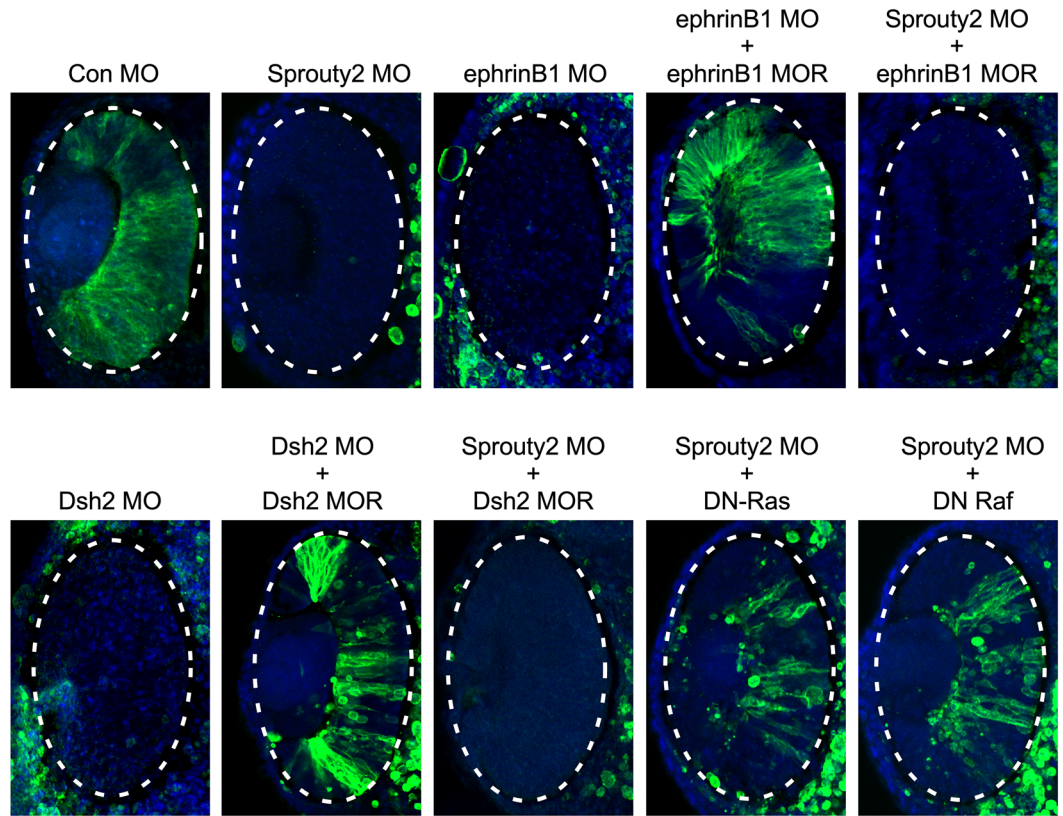 Con MO
Sprouty2 MO
ephrinB1 MO
ephrinB1 MO
+
ephrinB1 MOR
Sprouty2 MO
+
ephrinB1 MOR
Dsh2 MO
Dsh2 MO
+
Dsh2 MOR
Sprouty2 MO
+
Dsh2 MOR
Sprouty2 MO
+
DN-Ras
Sprouty2 MO
+
DN Raf